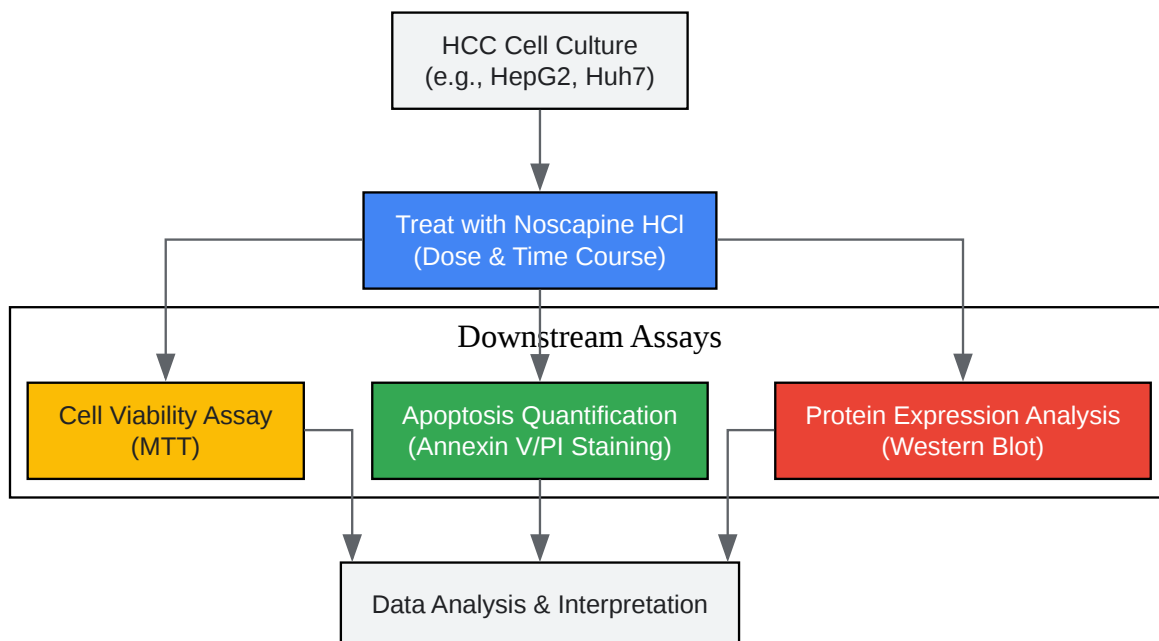 HCC Cell Culture
(e.g., HepG2, Huh7)
Treat with Noscapine HCl
(Dose & Time Course)
Downstream Assays
Cell Viability Assay
(MTT)
Apoptosis Quantification
(Annexin V/PI Staining)
Protein Expression Analysis
(Western Blot)
Data Analysis & Interpretation